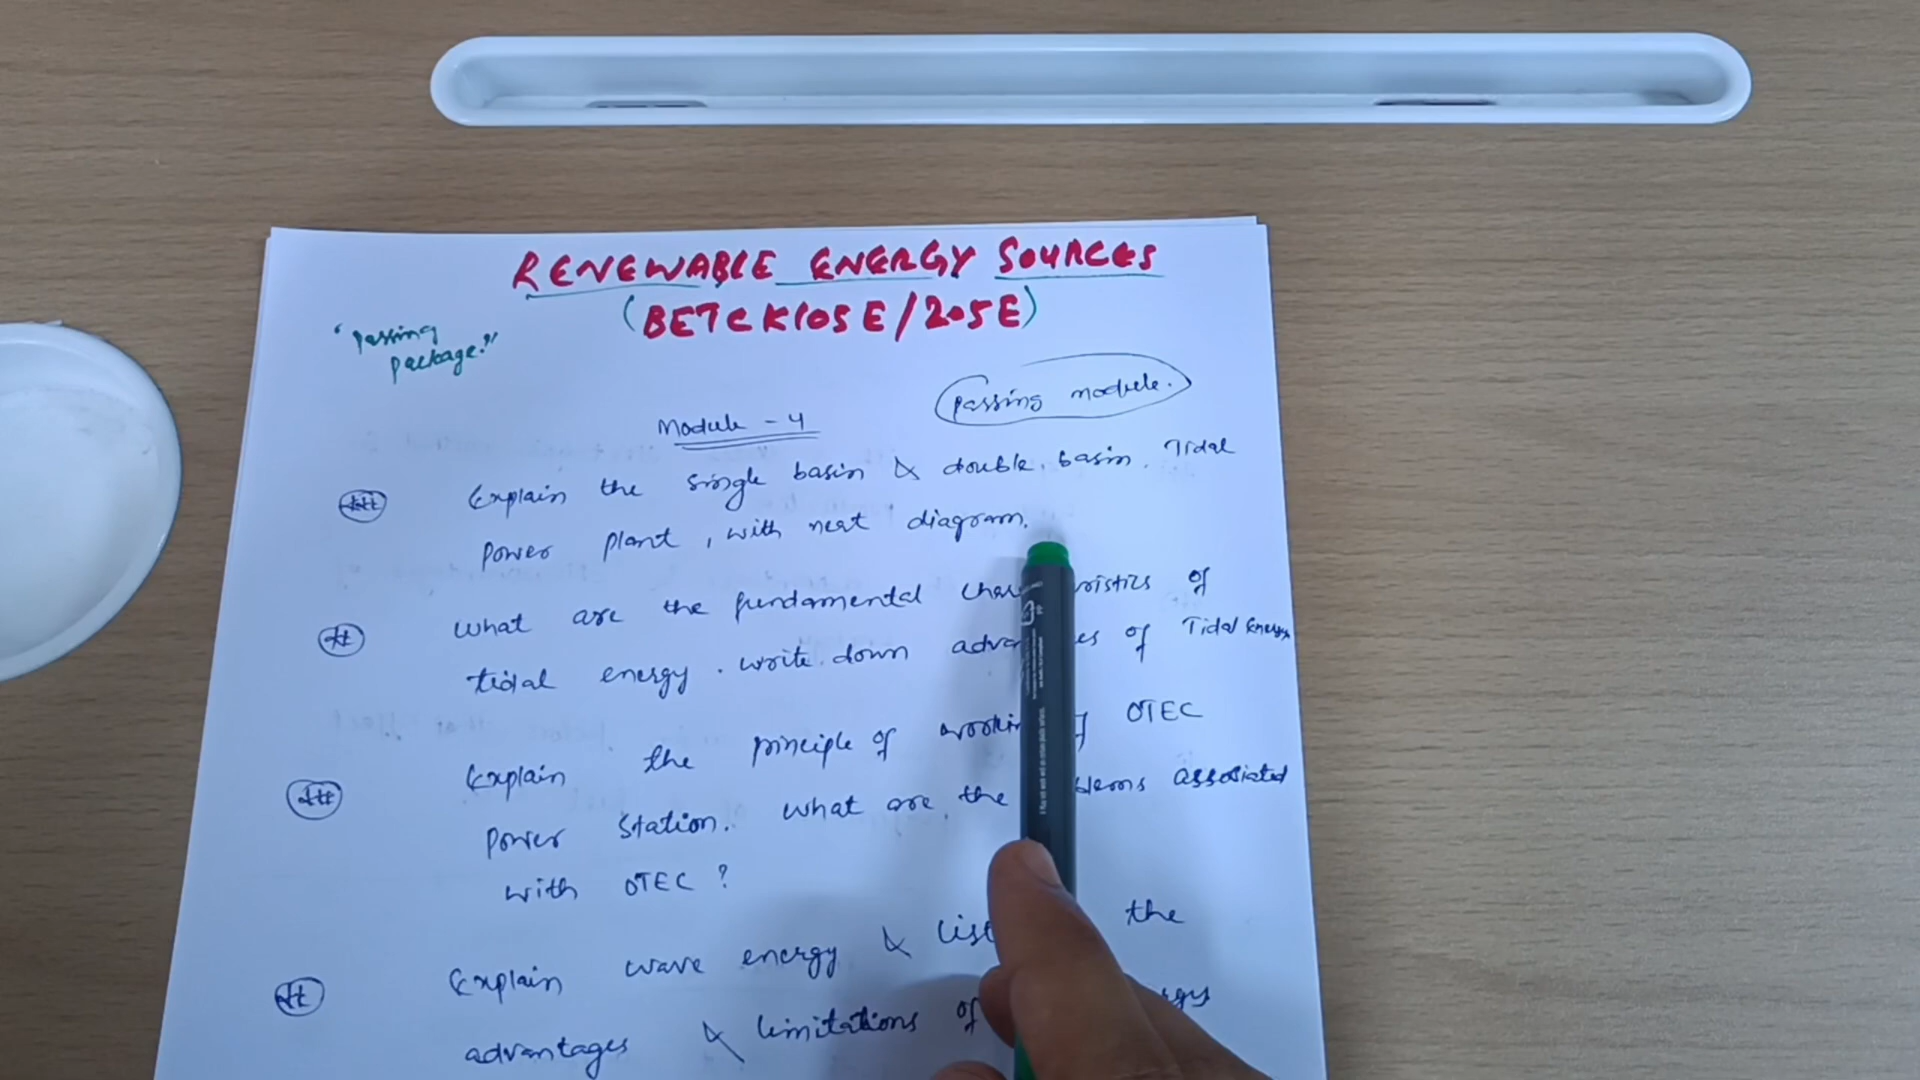 RENEWABLE ENERGY SOURCES
(BETCK105E/205E)
"Passing
package."
passing module.
Module - 4
Explain the single basin & double basin Tidal
power plant, with neat diagram.
What are the fundamental of
tidal energy. write down of Tidal Energy
Explain the principle of OTEC
power station. What are the associated
with OTEC ?
Explain wave energy & the
advantages & limitations of